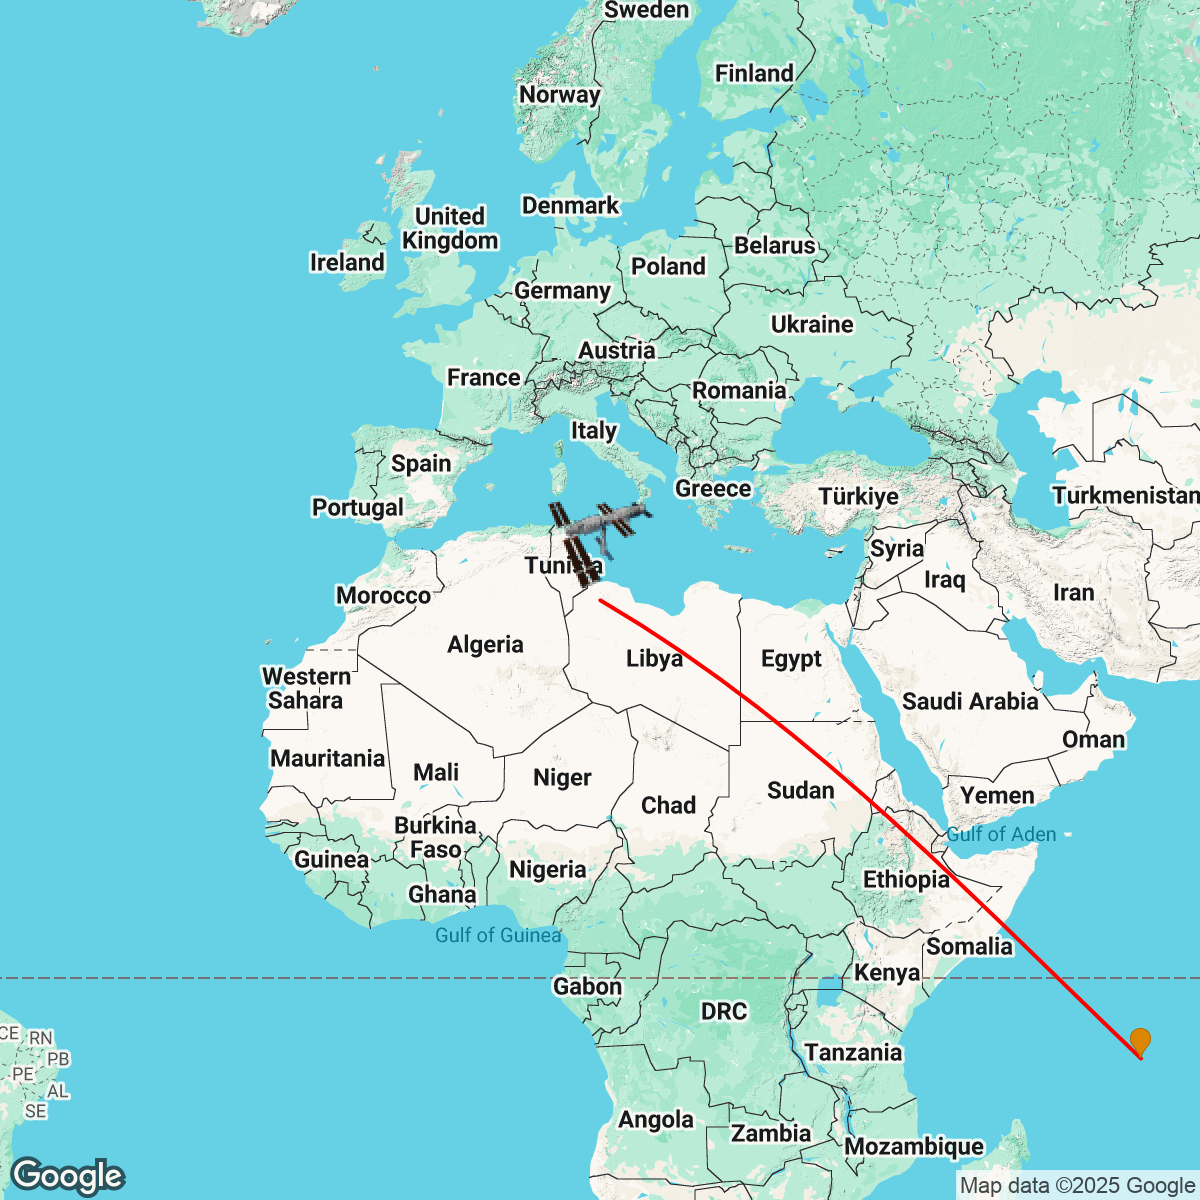 Sweden
Finland
Norway
Denmark
United
Kingdom
Belarus
Ireland
Poland
Germany
Ukraine
Austria
France
Romania
Italy
Spain
Greece
Türkiye
Turkmenistan
Portugal
Syria
Tunisia
Iraq
Iran
Morocco
Algeria
Libya
Egypt
Western
Sahara
Saudi Arabia
Oman
Mauritania
Mali
Niger
Sudan
Yemen
Chad
Burkina
Faso
Gulf of Aden
Guinea
Nigeria
Ethiopia
Ghana
Gulf of Guinea
Somalia
Kenya
Gabon
DRC
CE
RN
PB
PE
AL
SE
Tanzania
Angola
Zambia
Mozambique
Google
Map data ©2025 Google